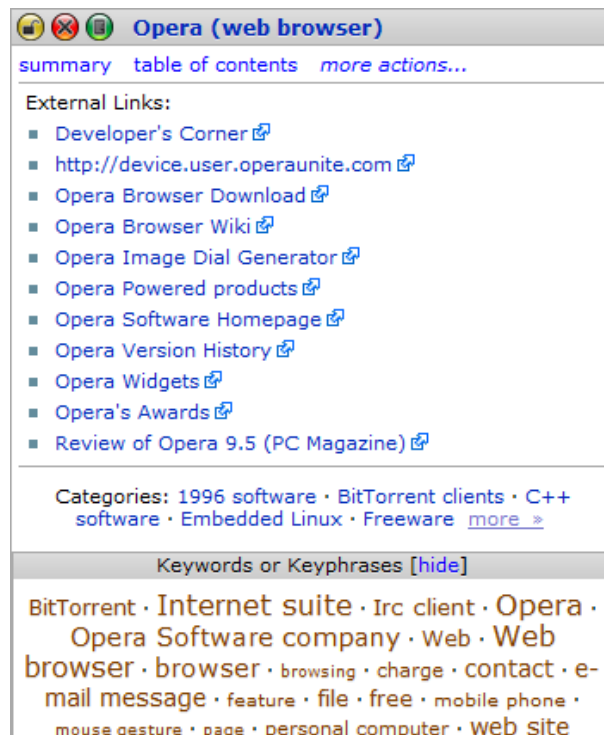 Opera (web browser)
summary table of contents more actions...
External Links:
Developer's Corner
http://device.user.operaunite.com
Opera Browser Download
Opera Browser Wiki
Opera Image Dial Generator
Opera Powered products
Opera Software Homepage
Opera Version History
Opera Widgets
Opera's Awards
Review of Opera 9.5 (PC Magazine)
Categories: 1996 software · BitTorrent clients · C++
software · Embedded Linux · Freeware more »
Keywords or Keyphrases [hide]
BitTorrent · Internet suite · Irc client · Opera ·
Opera Software company · Web · Web
browser · browser · browsing · charge · contact · e-
mail message · feature · file · free · mobile phone ·
mouse gesture · page · personal computer · web site